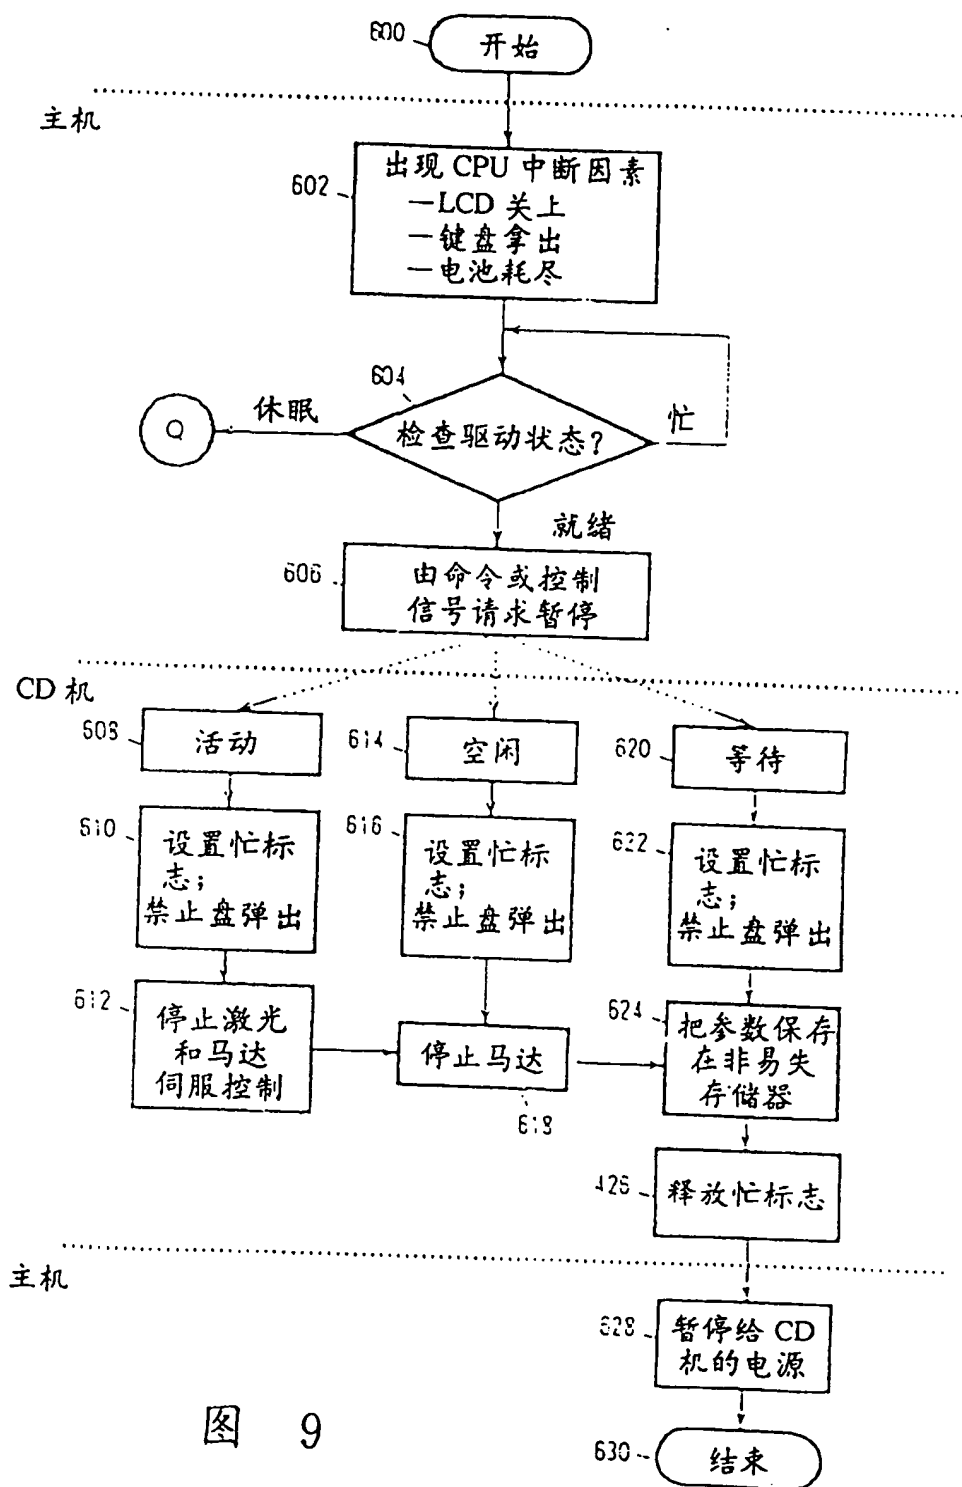 600
开始
主机
602
出现 CPU 中断因素
—LCD 关上
—键盘拿出
—电池耗尽
604
Q
休眠
检查驱动状态?
忙
就绪
606
由命令或控制
信号请求暂停
CD 机
608
活动
614
空闲
620
等待
610
设置忙标
志;
禁止盘弹出
616
设置忙标
志;
禁止盘弹出
622
设置忙标
志;
禁止盘弹出
612
停止激光
和马达
伺服控制
停止马达
618
624
把参数保存
在非易失
存储器
426
释放忙标志
主机
628
暂停给 CD
机的电源
630
结束
图 9